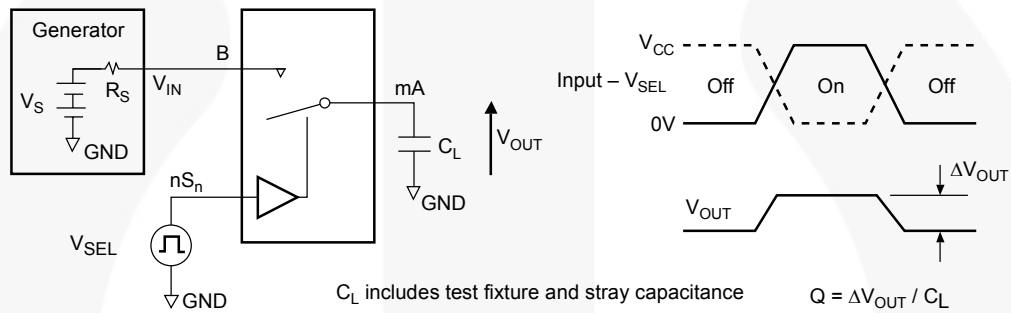 Generator
V_S
R_S
V_IN
GND
B
mA
C_L
V_OUT
GND
nS_n
V_SEL
GND
C_L includes test fixture and stray capacitance
V_CC
Input – V_SEL
0V
Off
On
Off
V_OUT
ΔV_OUT
Q = ΔV_OUT / C_L